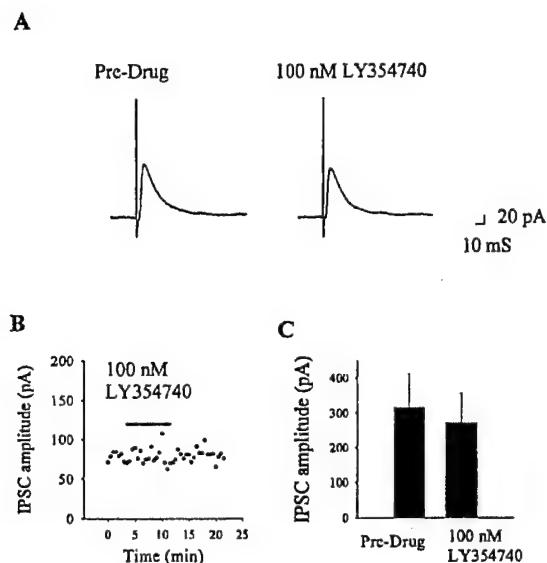 A
Pre-Drug
100 nM LY354740
20 pA
10 mS
B
200
150
100
50
0
IPSC amplitude (pA)
100 nM
LY354740
0 5 10 15 20 25
Time (min)
C
400
300
200
100
0
IPSC amplitude (pA)
Pre-Drug
100 nM
LY354740